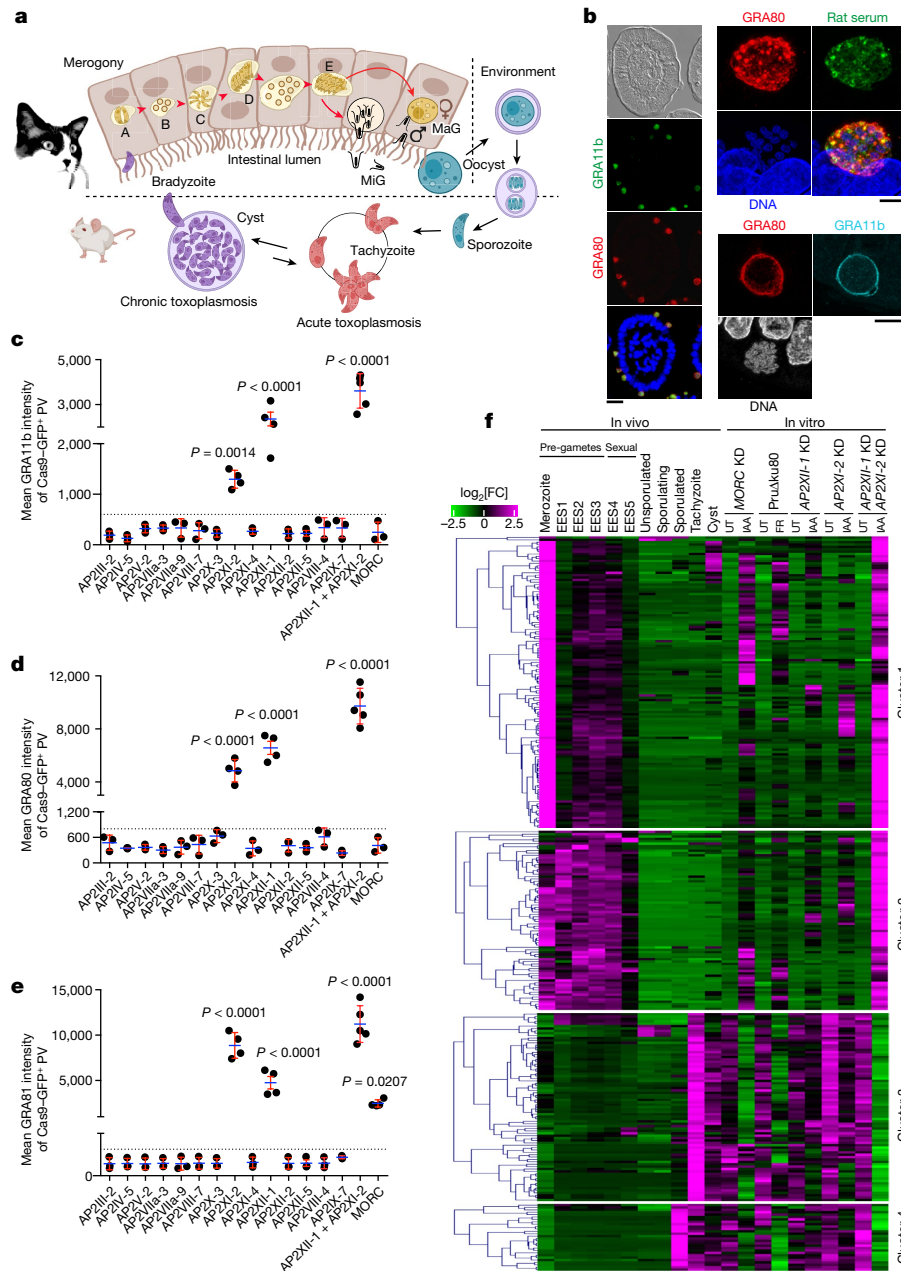 a
Merogony
A
B
C
D
E
Environment
MaG
Intestinal lumen
MiG
Oocyst
Bradyzoite
Cyst
Tachyzoite
Sporozoite
Chronic toxoplasmosis
Acute toxoplasmosis
b
GRA11b
GRA80
GRA80
Rat serum
DNA
GRA80
GRA11b
DNA
c
Mean GRA11b intensity
of Cas9–GFP+ PV
5,000
3,000
2,000
1,000
0
P = 0.0014
P < 0.0001
P < 0.0001
AP2III-2
AP2IV-5
AP2V-2
AP2VIIa-3
AP2VIIa-9
AP2VIII-7
AP2X-3
AP2XI-2
AP2XI-4
AP2XII-1
AP2XII-2
AP2XII-5
AP2VIII-4
AP2X-7
AP2XII-1 + AP2XI-2
MORC
d
Mean GRA80 intensity
of Cas9–GFP+ PV
12,000
8,000
4,000
1,200
600
0
P < 0.0001
P < 0.0001
P < 0.0001
AP2III-2
AP2IV-5
AP2V-2
AP2VIIa-3
AP2VIIa-9
AP2VIII-7
AP2X-3
AP2XI-2
AP2XI-4
AP2XII-1
AP2XII-2
AP2XII-5
AP2VIII-4
AP2IX-7
AP2XII-1 + AP2XI-2
MORC
e
Mean GRA81 intensity
of Cas9–GFP+ PV
15,000
10,000
5,000
0
P < 0.0001
P < 0.0001
P < 0.0001
P = 0.0207
AP2III-2
AP2IV-5
AP2V-2
AP2VIIa-3
AP2VIIa-9
AP2VIII-7
AP2X-3
AP2XI-2
AP2XI-4
AP2XII-1
AP2XII-2
AP2XII-5
AP2VIII-4
AP2IX-7
AP2XII-1 + AP2XI-2
MORC
f
In vivo
In vitro
Pre-gametes
Sexual
log2[FC]
–2.5 0 2.5
Merozoite
EES1
EES2
EES3
EES4
EES5
Unsporulated
Sporulating
Sporulated
Tachyzoite
Cyst
MORC KD
PruΔku80
AP2XII-1 KD
AP2XI-2 KD
AP2XII-1 KD
AP2XI-2 KD
UT
IAA
UT
FR
UT
IAA
UT
IAA
UT
IAA